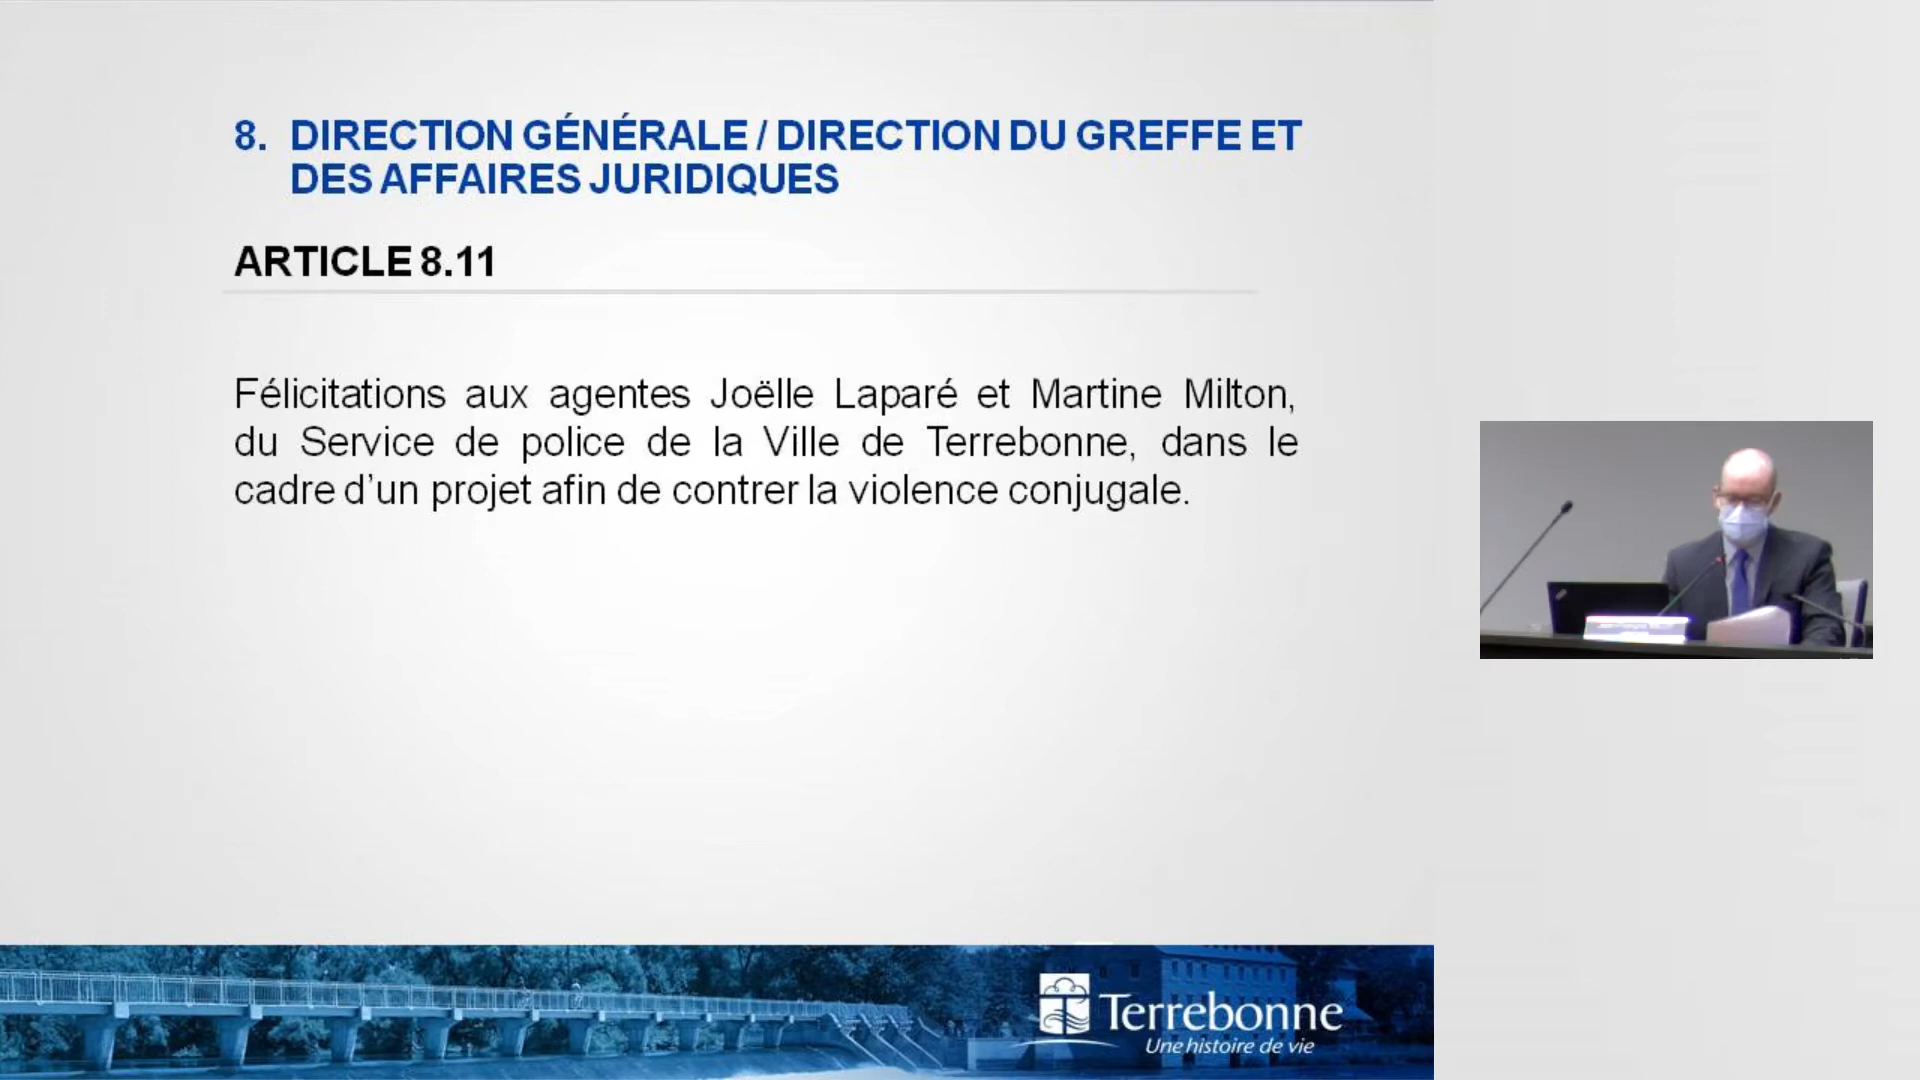 8. DIRECTION GÉNÉRALE / DIRECTION DU GREFFE ET
DES AFFAIRES JURIDIQUES
ARTICLE 8.11
Félicitations aux agentes Joëlle Laparé et Martine Milton,
du Service de police de la Ville de Terrebonne, dans le
cadre d’un projet afin de contrer la violence conjugale.
Terrebonne
Une histoire de vie